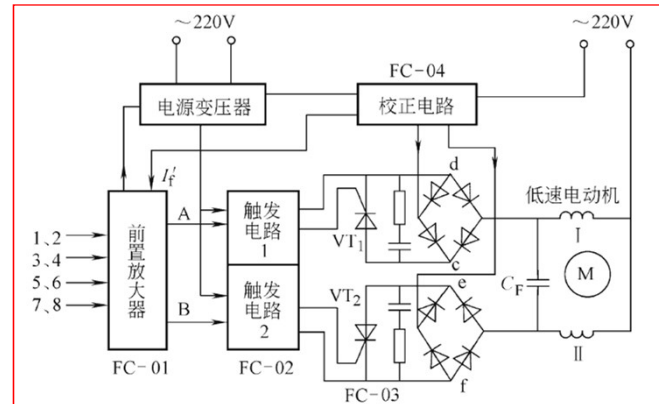 ～220V
～220V
FC-04
电源变压器
校正电路
I′f
A
d
低速电动机
1、2
3、4
5、6
7、8
前置放大器
触发
电路
1
VT1
c
I
M
B
触发
电路
2
VT2
e
CF
II
f
FC-01
FC-02
FC-03